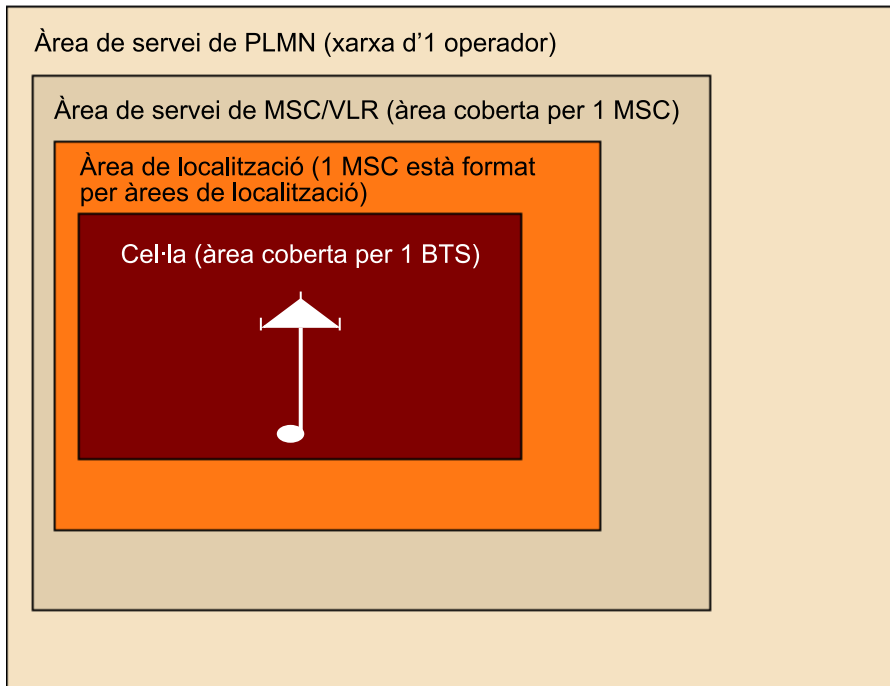 Àrea de servei de PLMN (xarxa d’1 operador)
Àrea de servei de MSC/VLR (àrea coberta per 1 MSC)
Àrea de localització (1 MSC està format
per àrees de localització)
Cel·la (àrea coberta per 1 BTS)